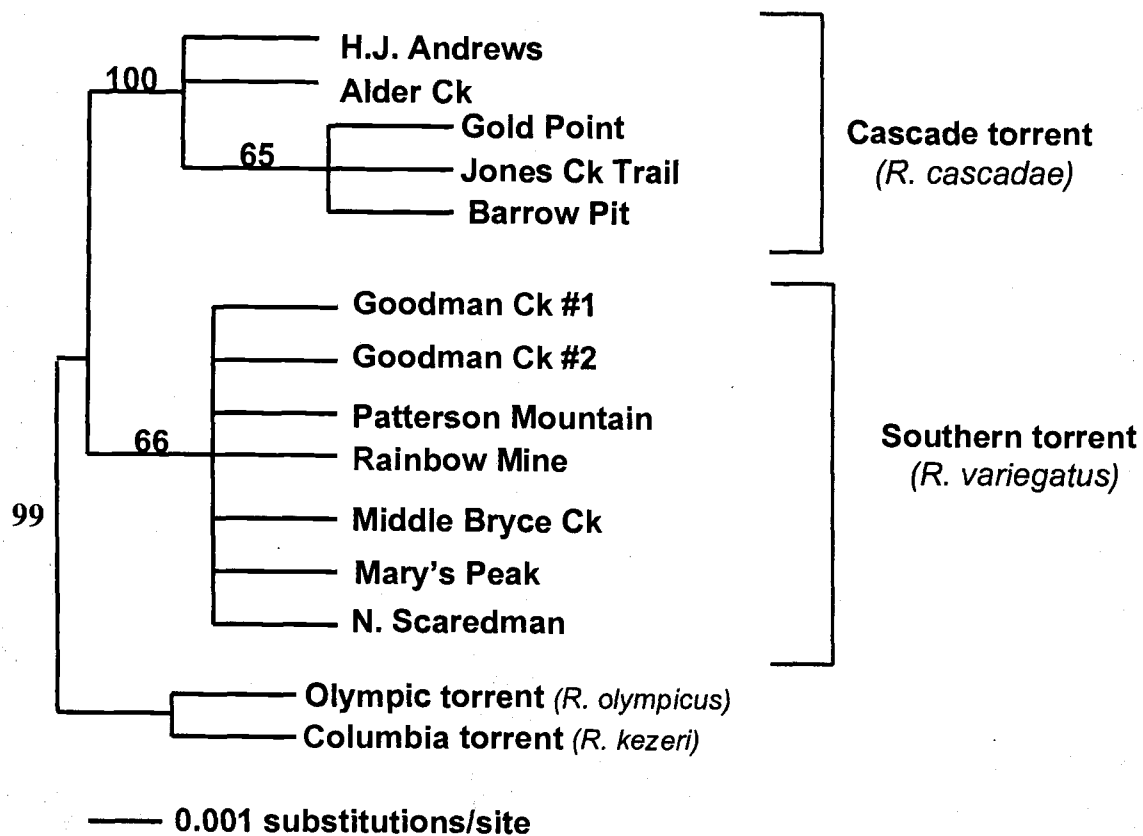 H.J. Andrews
100
Alder Ck
Gold Point
65
Jones Ck Trail
Barrow Pit
Cascade torrent
(R. cascadae)
Goodman Ck #1
Goodman Ck #2
Patterson Mountain
66
Rainbow Mine
Middle Bryce Ck
Mary's Peak
N. Scaredman
Southern torrent
(R. variegatus)
99
Olympic torrent (R. olympicus)
Columbia torrent (R. kezeri)
0.001 substitutions/site